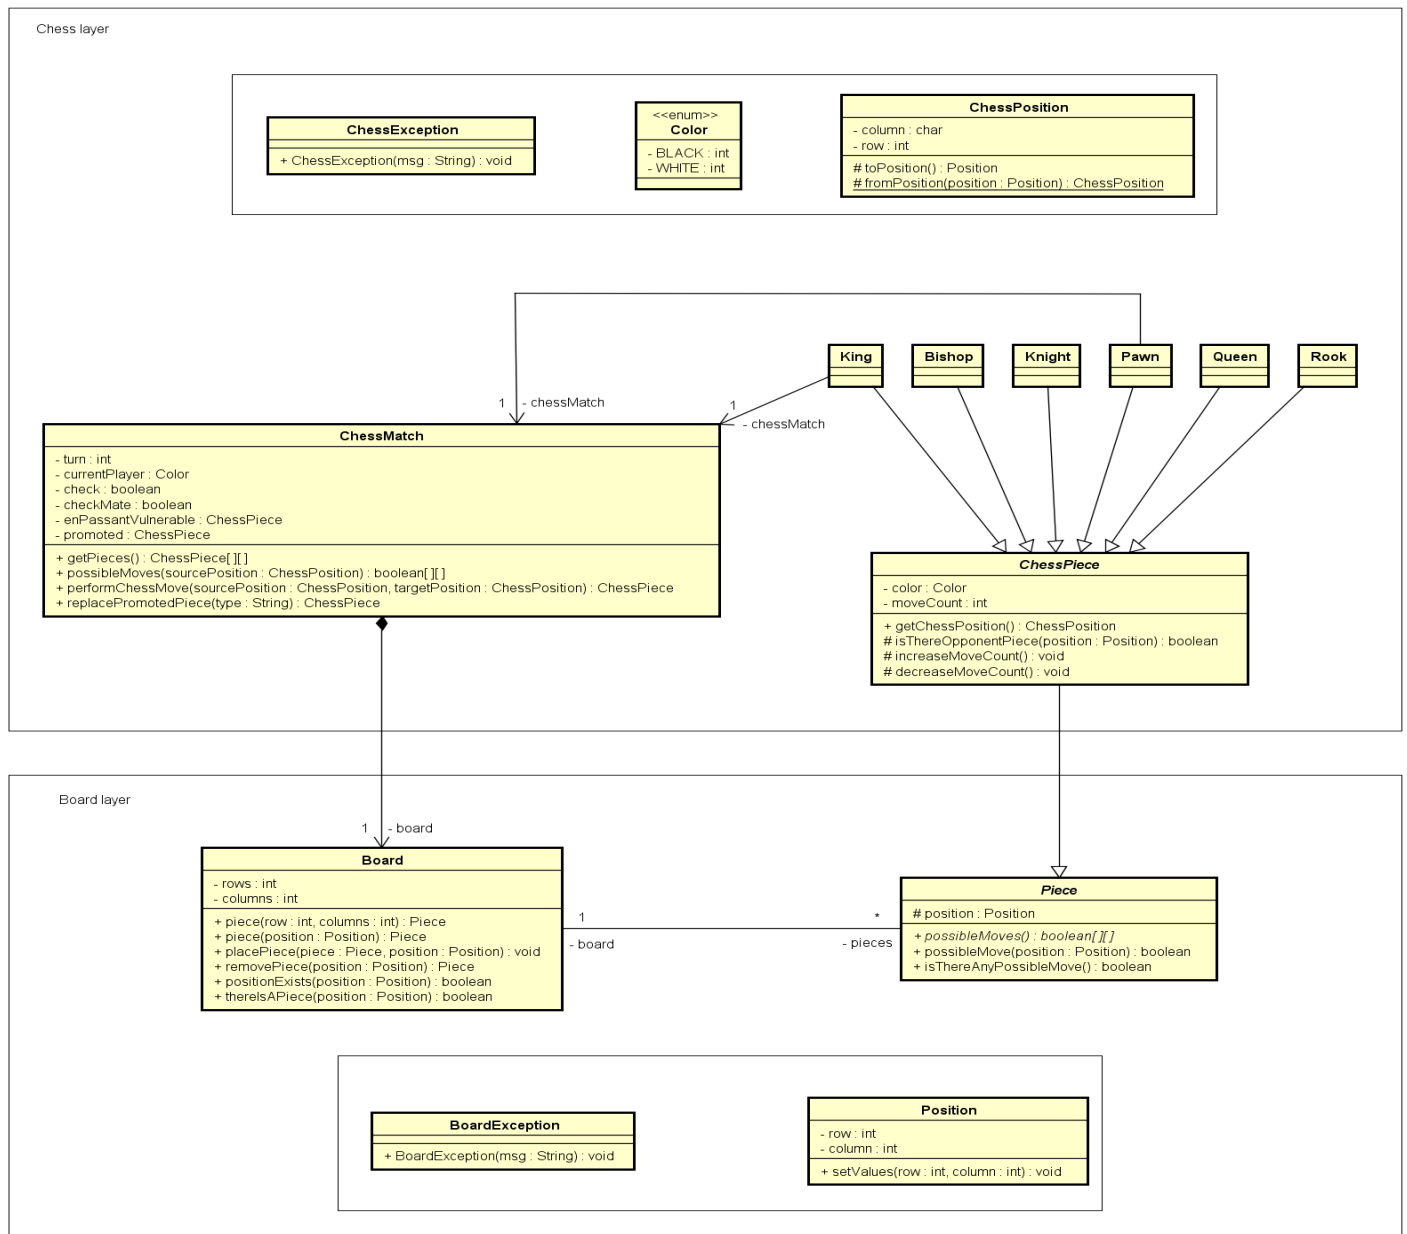 Chess layer
ChessException
+ ChessException(msg : String) : void
<<enum>>
Color
- BLACK : int
- WHITE : int
ChessPosition
- column : char
- row : int
# toPosition() : Position
# fromPosition(position : Position) : ChessPosition
King
Bishop
Knight
Pawn
Queen
Rook
1
- chessMatch
1
- chessMatch
ChessMatch
- turn : int
- currentPlayer : Color
- check : boolean
- checkMate : boolean
- enPassantVulnerable : ChessPiece
- promoted : ChessPiece
+ getPieces() : ChessPiece[ ][ ]
+ possibleMoves(sourcePosition : ChessPosition) : boolean[ ][ ]
+ performChessMove(sourcePosition : ChessPosition, targetPosition : ChessPosition) : ChessPiece
+ replacePromotedPiece(type : String) : ChessPiece
ChessPiece
- color : Color
- moveCount : int
+ getChessPosition() : ChessPosition
# isThereOpponentPiece(position : Position) : boolean
# increaseMoveCount() : void
# decreaseMoveCount() : void
Board layer
1
- board
Board
- rows : int
- columns : int
+ piece(row : int, columns : int) : Piece
+ piece(position : Position) : Piece
+ placePiece(piece : Piece, position : Position) : void
+ removePiece(position : Position) : Piece
+ positionExists(position : Position) : boolean
+ thereIsAPiece(position : Position) : boolean
1
- board
*
- pieces
Piece
# position : Position
+ possibleMoves() : boolean[ ][ ]
+ possibleMove(position : Position) : boolean
+ isThereAnyPossibleMove() : boolean
BoardException
+ BoardException(msg : String) : void
Position
- row : int
- column : int
+ setValues(row : int, column : int) : void